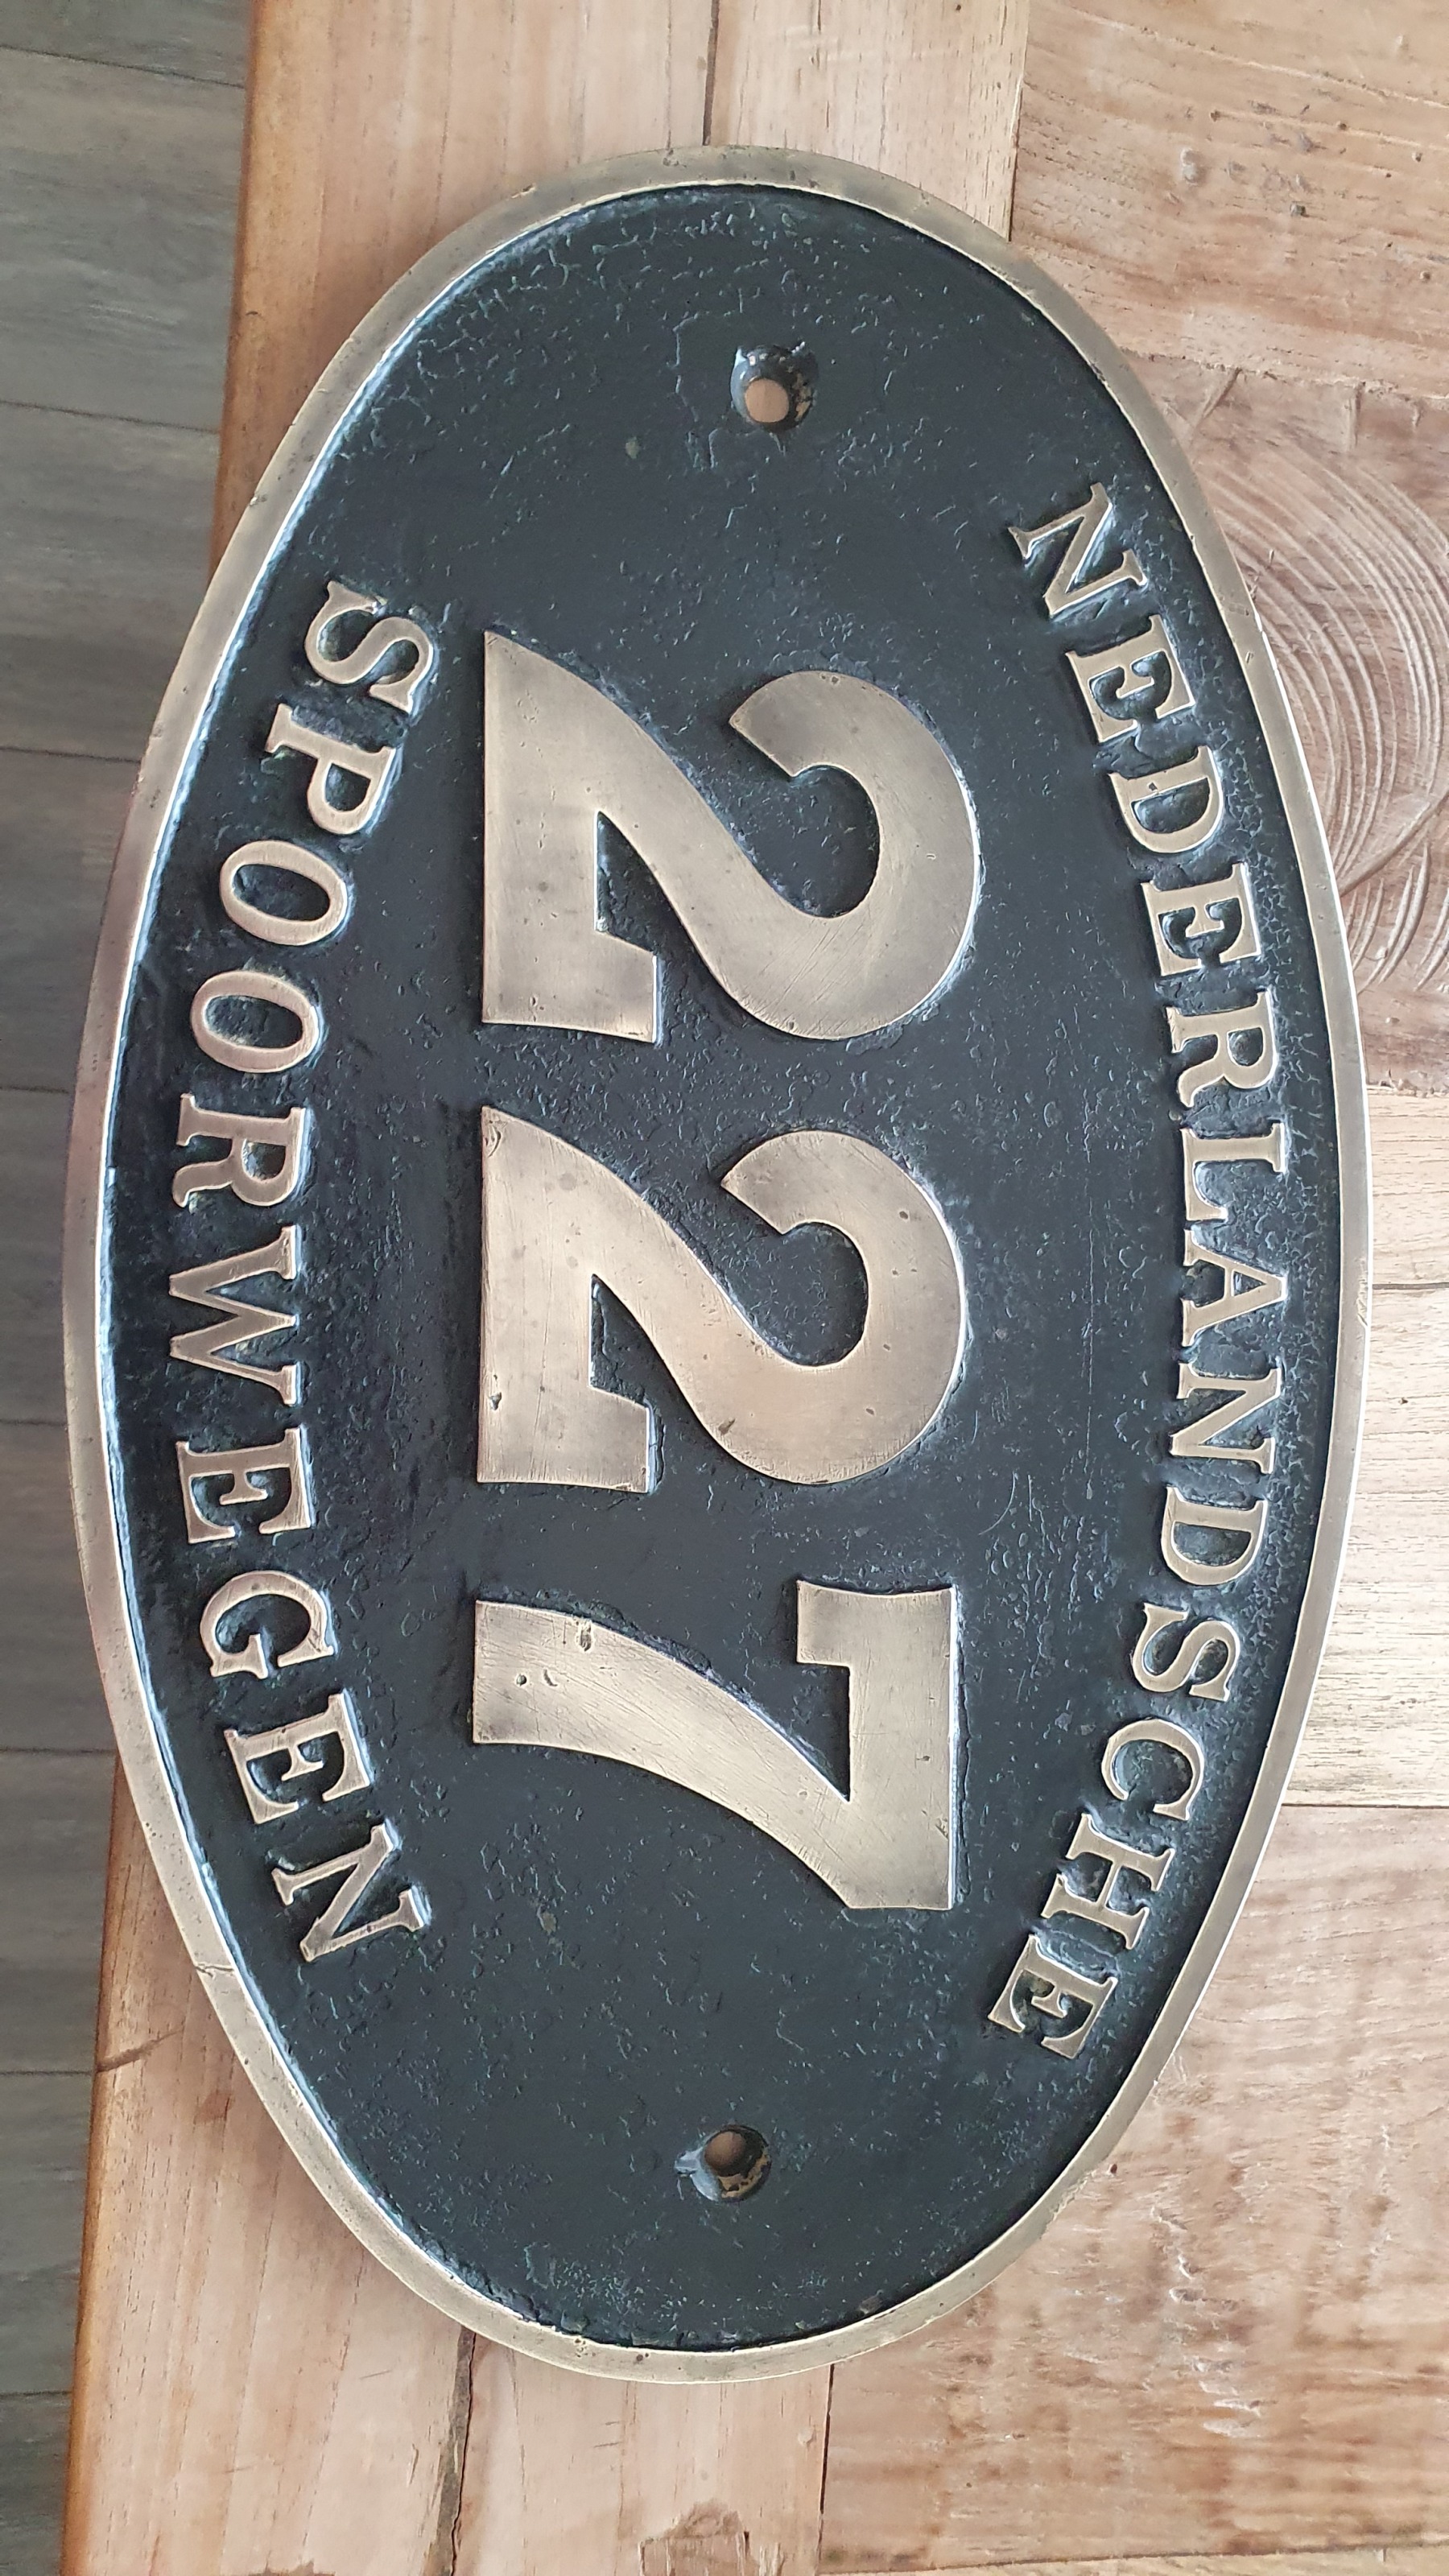 NEDERLANDSCHE
227
SPOORWEGEN